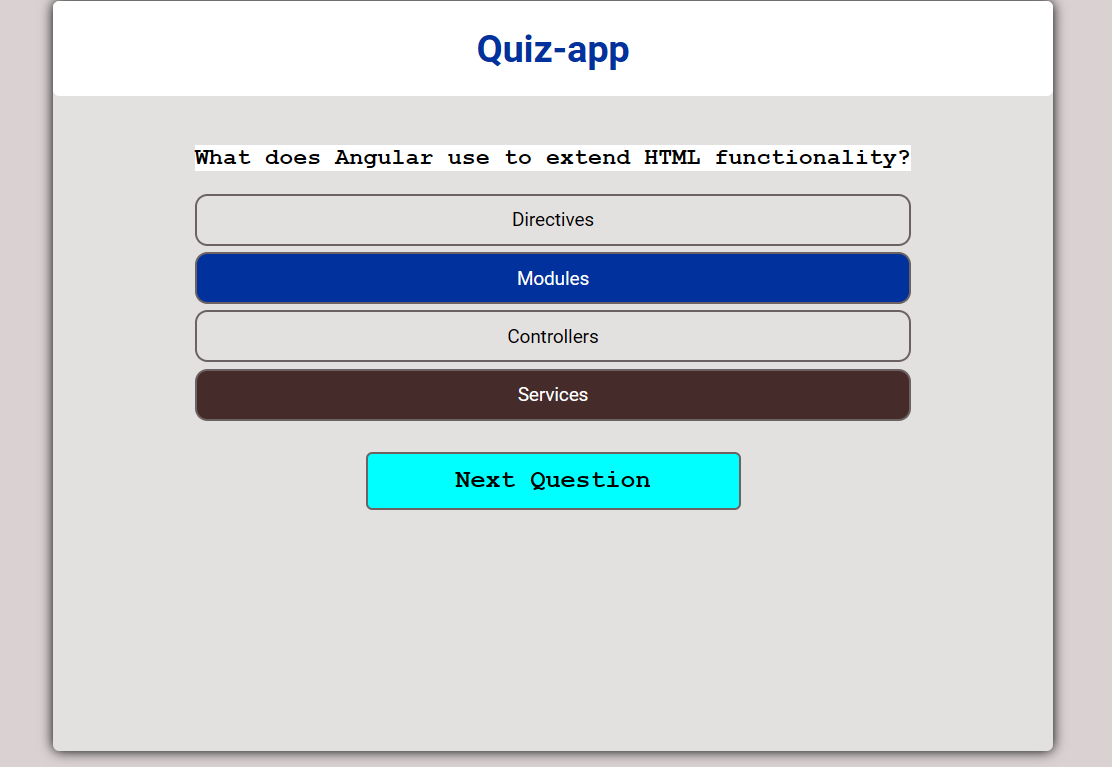 Quiz-app
What does Angular use to extend HTML functionality?
Directives
Modules
Controllers
Services
Next Question